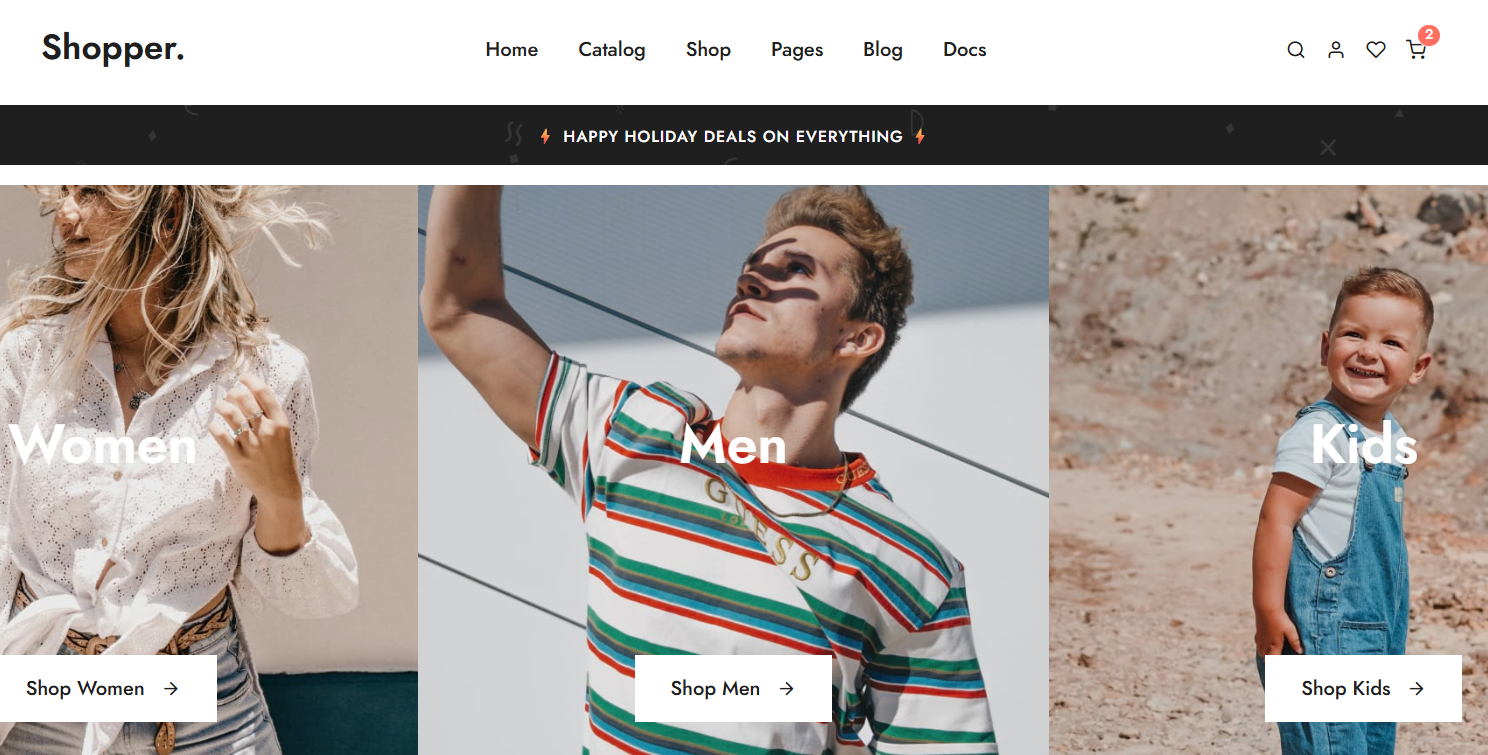 Shopper.
Home Catalog Shop Pages Blog Docs
2
HAPPY HOLIDAY DEALS ON EVERYTHING
Women
Men
Kids
GUESS
Shop Women →
Shop Men →
Shop Kids →